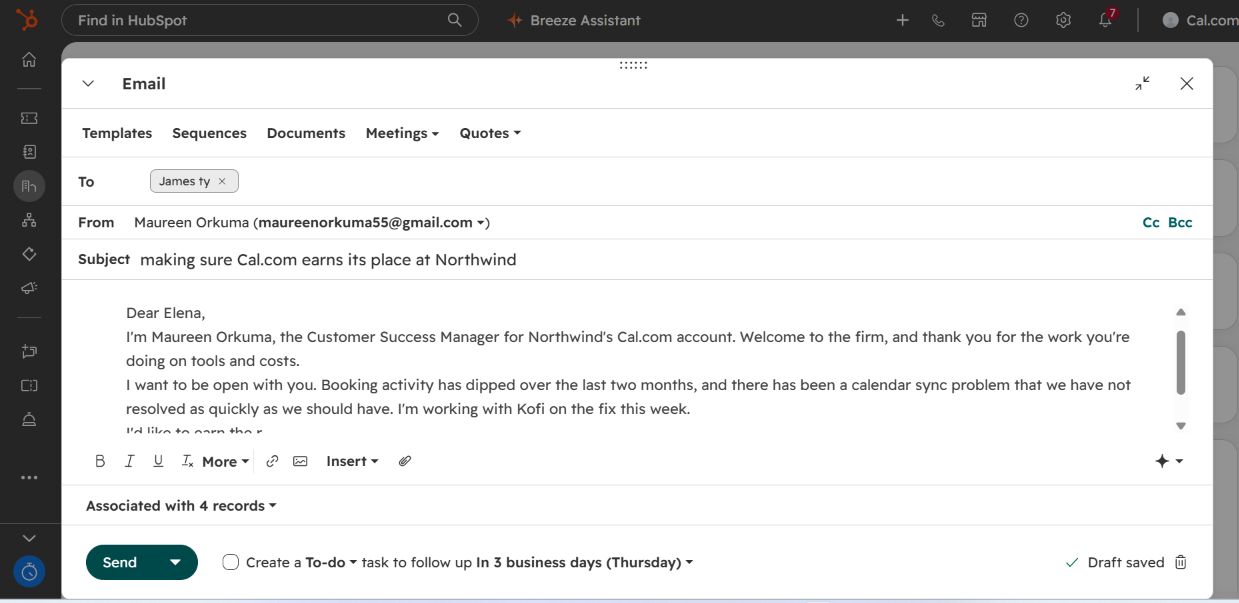 Find in HubSpot
Breeze Assistant
7
Cal.com
Email
Templates Sequences Documents Meetings Quotes
To James ty ×
From Maureen Orkuma (maureenorkuma55@gmail.com) Cc Bcc
Subject making sure Cal.com earns its place at Northwind
Dear Elena,
I'm Maureen Orkuma, the Customer Success Manager for Northwind's Cal.com account. Welcome to the firm, and thank you for the work you're
doing on tools and costs.
I want to be open with you. Booking activity has dipped over the last two months, and there has been a calendar sync problem that we have not
resolved as quickly as we should have. I'm working with Kofi on the fix this week.
I'd like to earn the r
B I U Tx More Insert
Associated with 4 records
Send Create a To-do task to follow up In 3 business days (Thursday) Draft saved